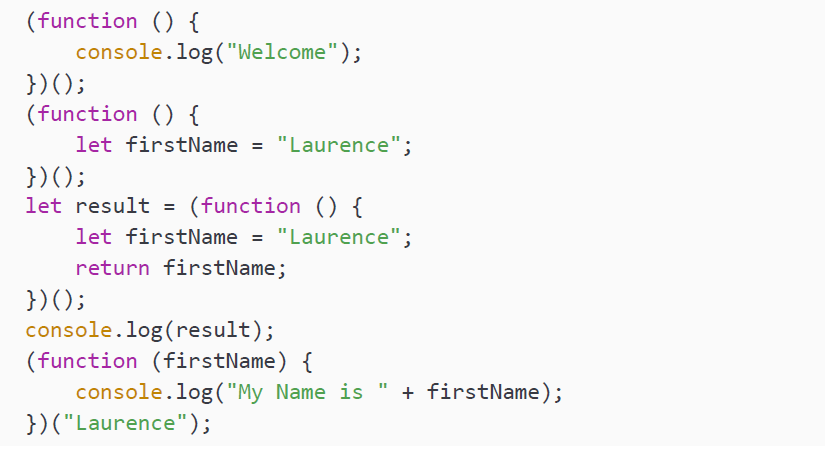 (function () {
    console.log("Welcome");
})();
(function () {
    let firstName = "Laurence";
})();
let result = (function () {
    let firstName = "Laurence";
    return firstName;
})();
console.log(result);
(function (firstName) {
    console.log("My Name is " + firstName);
})("Laurence");